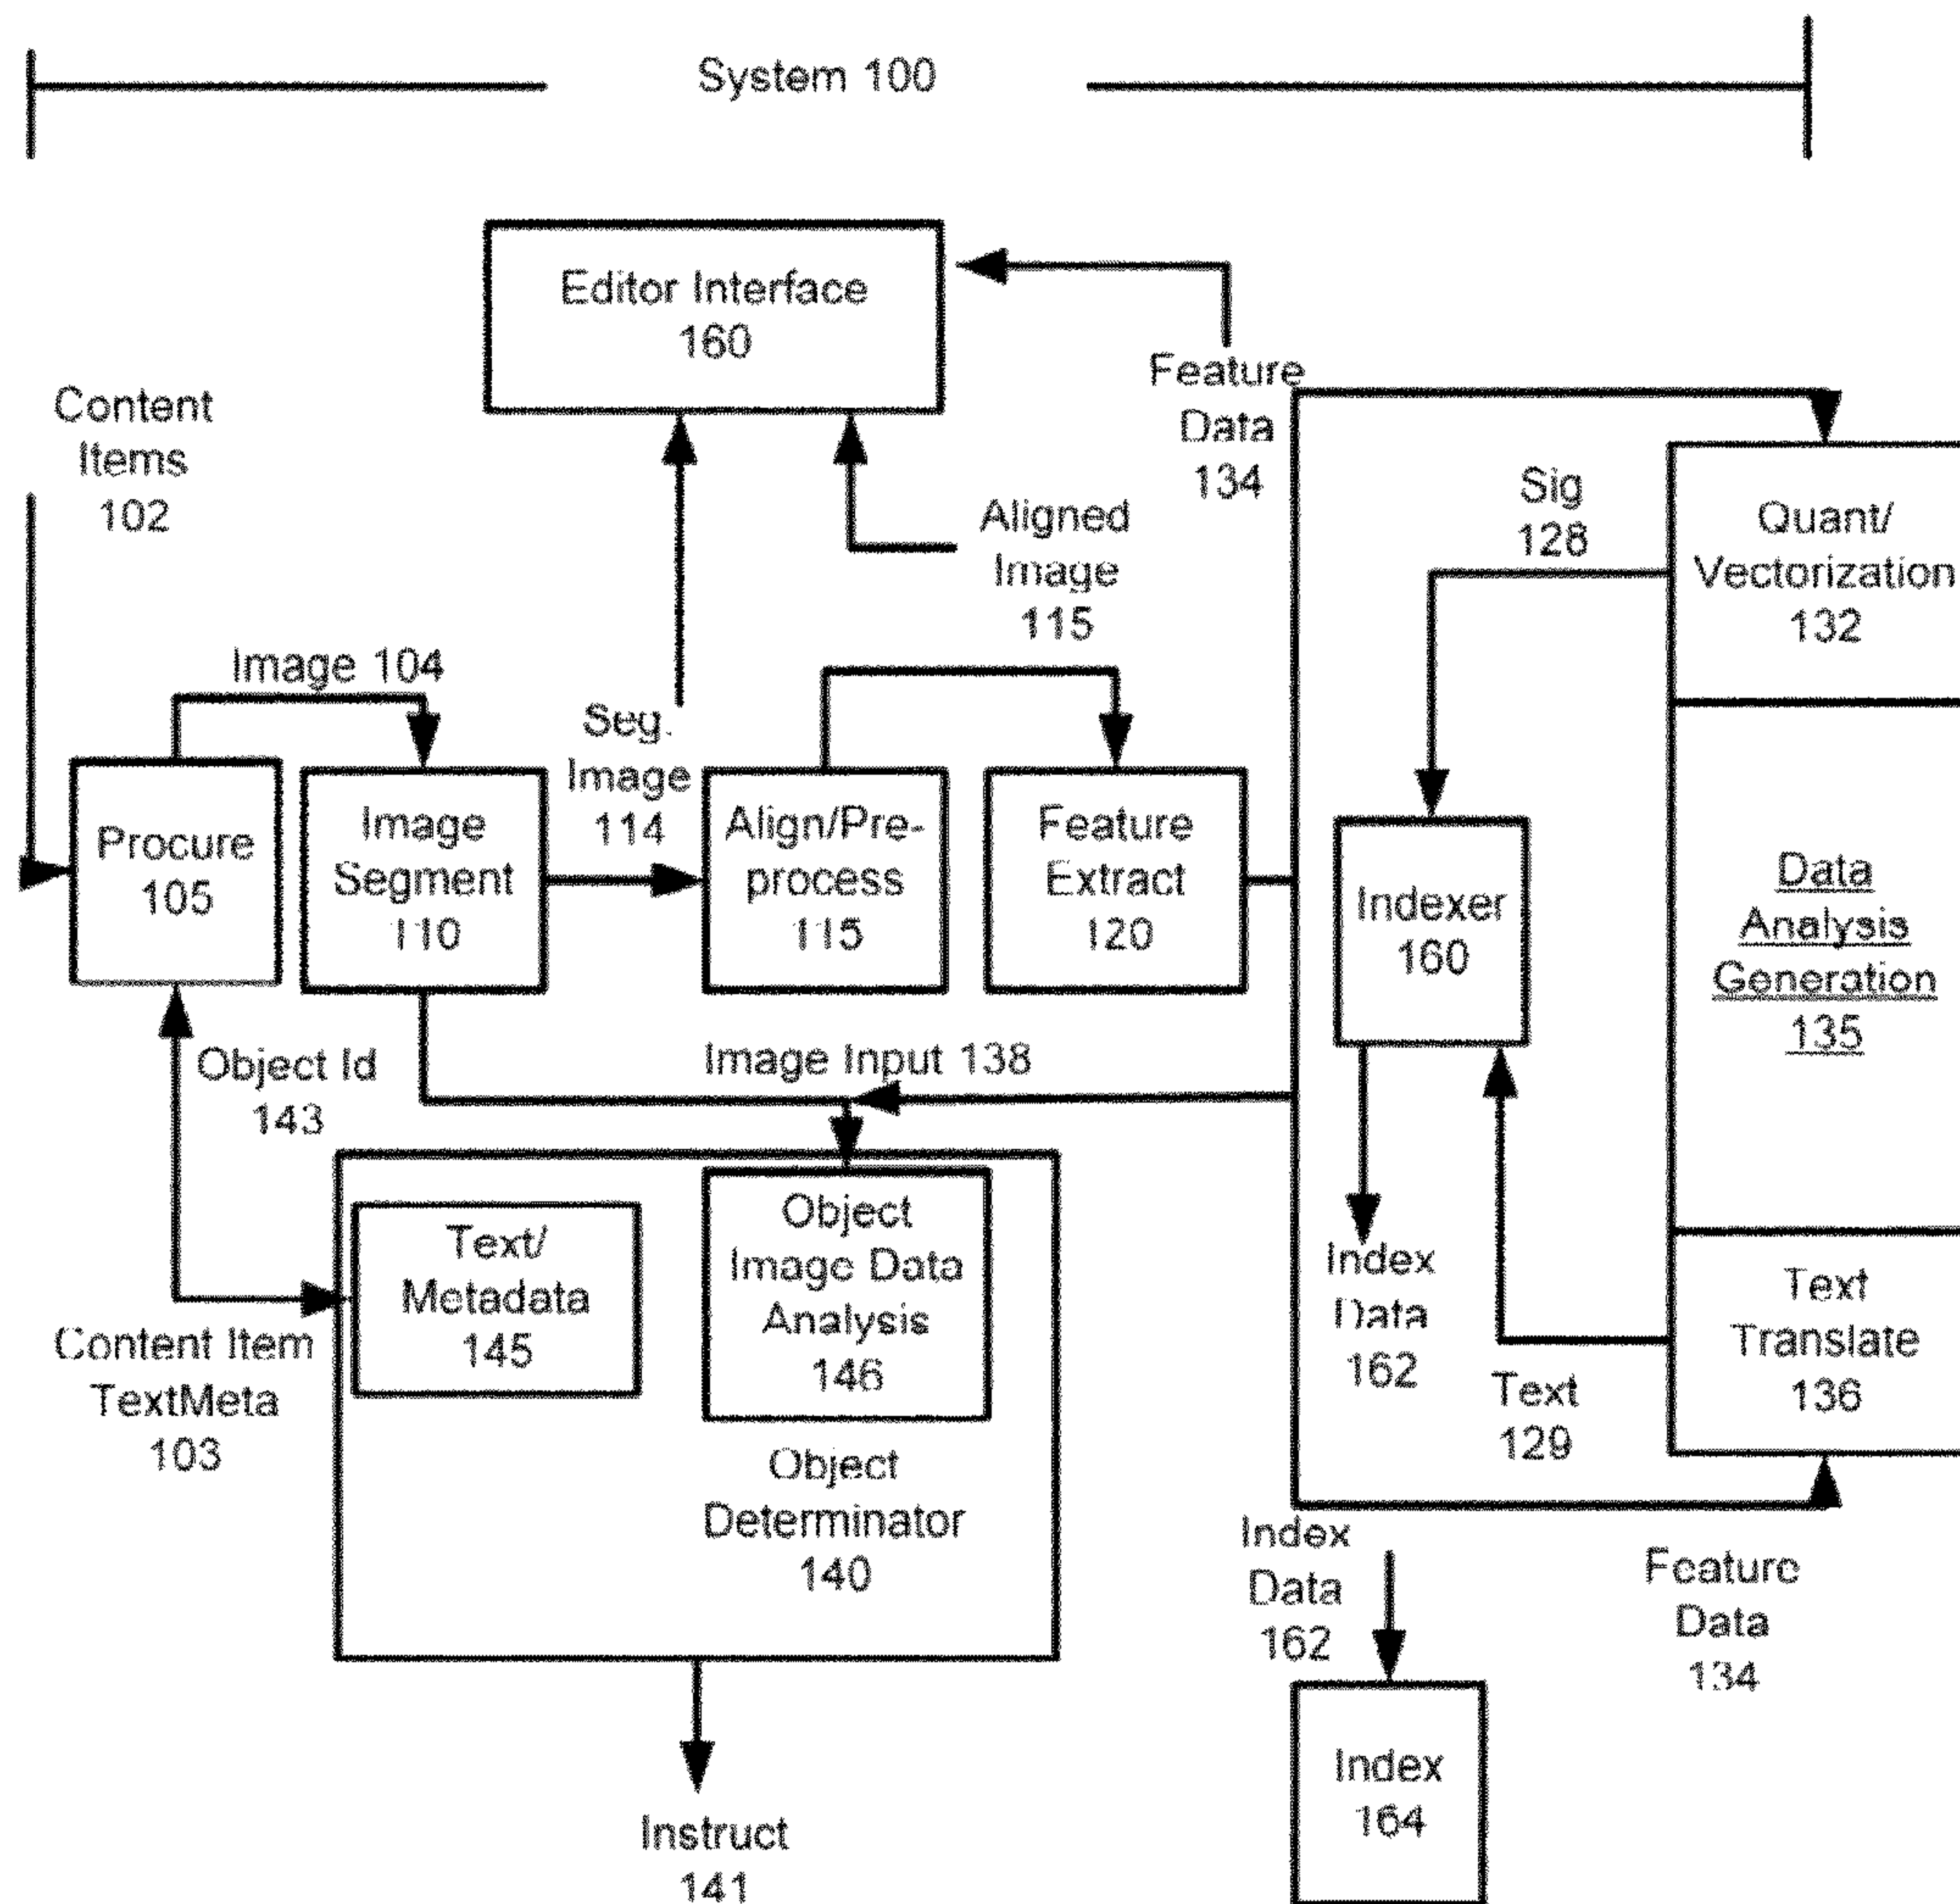 System 100
Editor Interface
160
Feature
Data
134
Content
Items
102
Sig
128
Quant/
Vectorization
132
Aligned
Image
115
Image 104
Seg.
Image
114
Procure
105
Image
Segment
110
Align/Pre-
process
115
Feature
Extract
120
Indexer
160
Data
Analysis
Generation
135
Object Id
143
Image Input 138
Text/
Metadata
145
Object
Image Data
Analysis
146
Index
Data
162
Text
Translate
136
Content Item
TextMeta
103
Text
129
Object
Determinator
140
Index
Data
162
Feature
Data
134
Index
164
Instruct
141